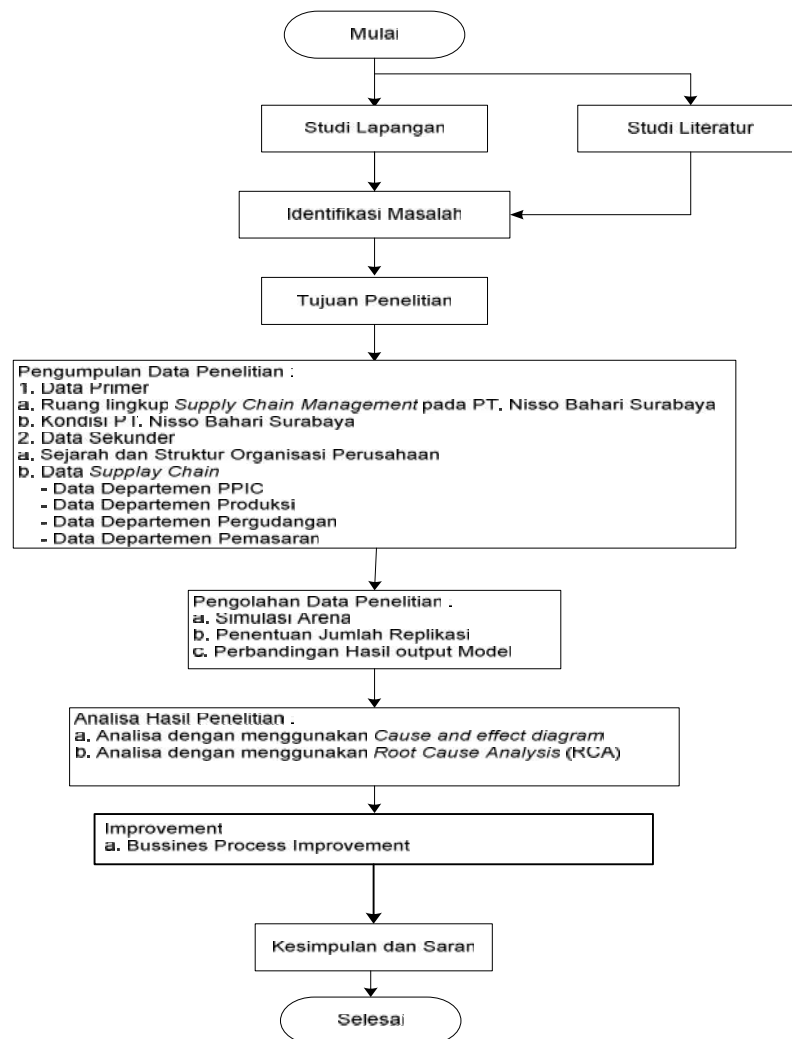 Mulai
Studi Lapangan
Studi Literatur
Identifikasi Masalah
Tujuan Penelitian
Pengumpulan Data Penelitian :
1. Data Primer
a. Ruang lingkup Supply Chain Management pada PT. Nisso Bahari Surabaya
b. Kondisi PT. Nisso Bahari Surabaya
2. Data Sekunder
a. Sejarah dan Struktur Organisasi Perusahaan
b. Data Supplay Chain
- Data Departemen PPIC
- Data Departemen Produksi
- Data Departemen Pergudangan
- Data Departemen Pemasaran
Pengolahan Data Penelitian :
a. Simulasi Arena
b. Penentuan Jumlah Replikasi
c. Perbandingan Hasil output Model
Analisa Hasil Penelitian :
a. Analisa dengan menggunakan Cause and effect diagram
b. Analisa dengan menggunakan Root Cause Analysis (RCA)
Improvement
a. Bussines Process Improvement
Kesimpulan dan Saran
Selesai